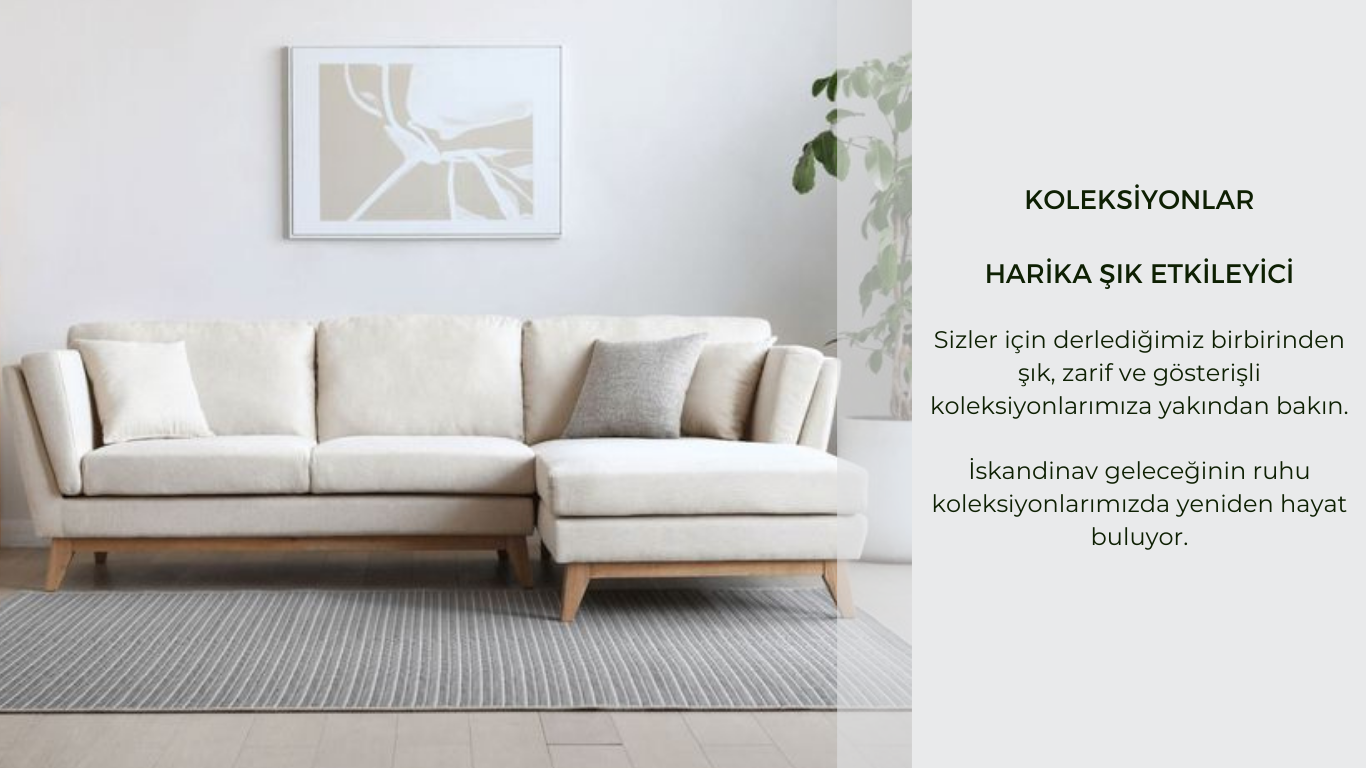 KOLEKSİYONLAR
HARİKA ŞIK ETKİLEYİCİ
Sizler için derlediğimiz birbirinden
şık, zarif ve gösterişli
koleksiyonlarımıza yakından bakın.
İskandinav geleceğinin ruhu
koleksiyonlarımızda yeniden hayat
buluyor.